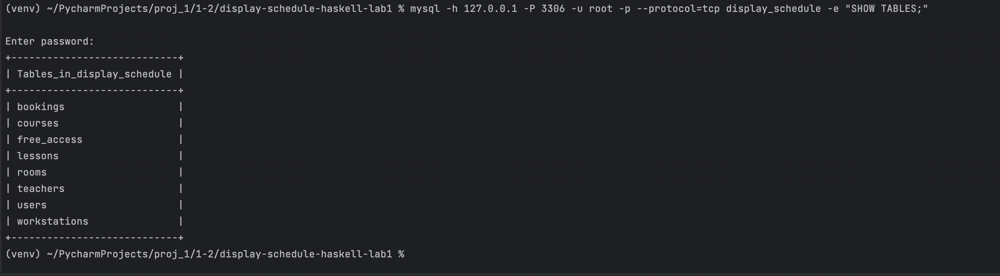 (venv) ~/PycharmProjects/proj_1/1-2/display-schedule-haskell-lab1 % mysql -h 127.0.0.1 -P 3306 -u root -p --protocol=tcp display_schedule -e "SHOW TABLES;"
Enter password:
+----------------------------+
| Tables_in_display_schedule |
+----------------------------+
| bookings                   |
| courses                    |
| free_access                |
| lessons                    |
| rooms                      |
| teachers                   |
| users                      |
| workstations               |
+----------------------------+
(venv) ~/PycharmProjects/proj_1/1-2/display-schedule-haskell-lab1 %